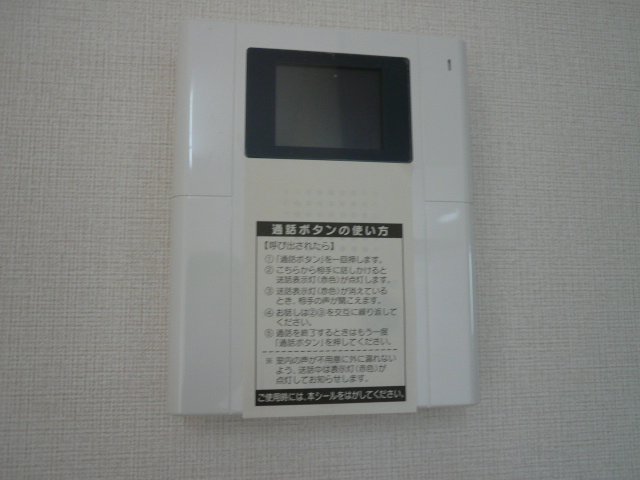 通話ボタンの使い方
【呼び出されたら】
①「通話ボタン」を一回押します。
② こちらから相手に話しかけると
送話表示灯(赤色)が点灯します。
③ 送話表示灯(赤色)が消えている
とき、相手の声が聞こえます。
④ お話しは②③を交互に繰り返して
ください。
⑤ 通話を終了するときはもう一度
「通話ボタン」を押してください。
※ 室内の声が不用意に外に漏れない
よう、送話中は表示灯(赤色)が
点灯してお知らせします。
ご使用時には、本シールをはがしてください。